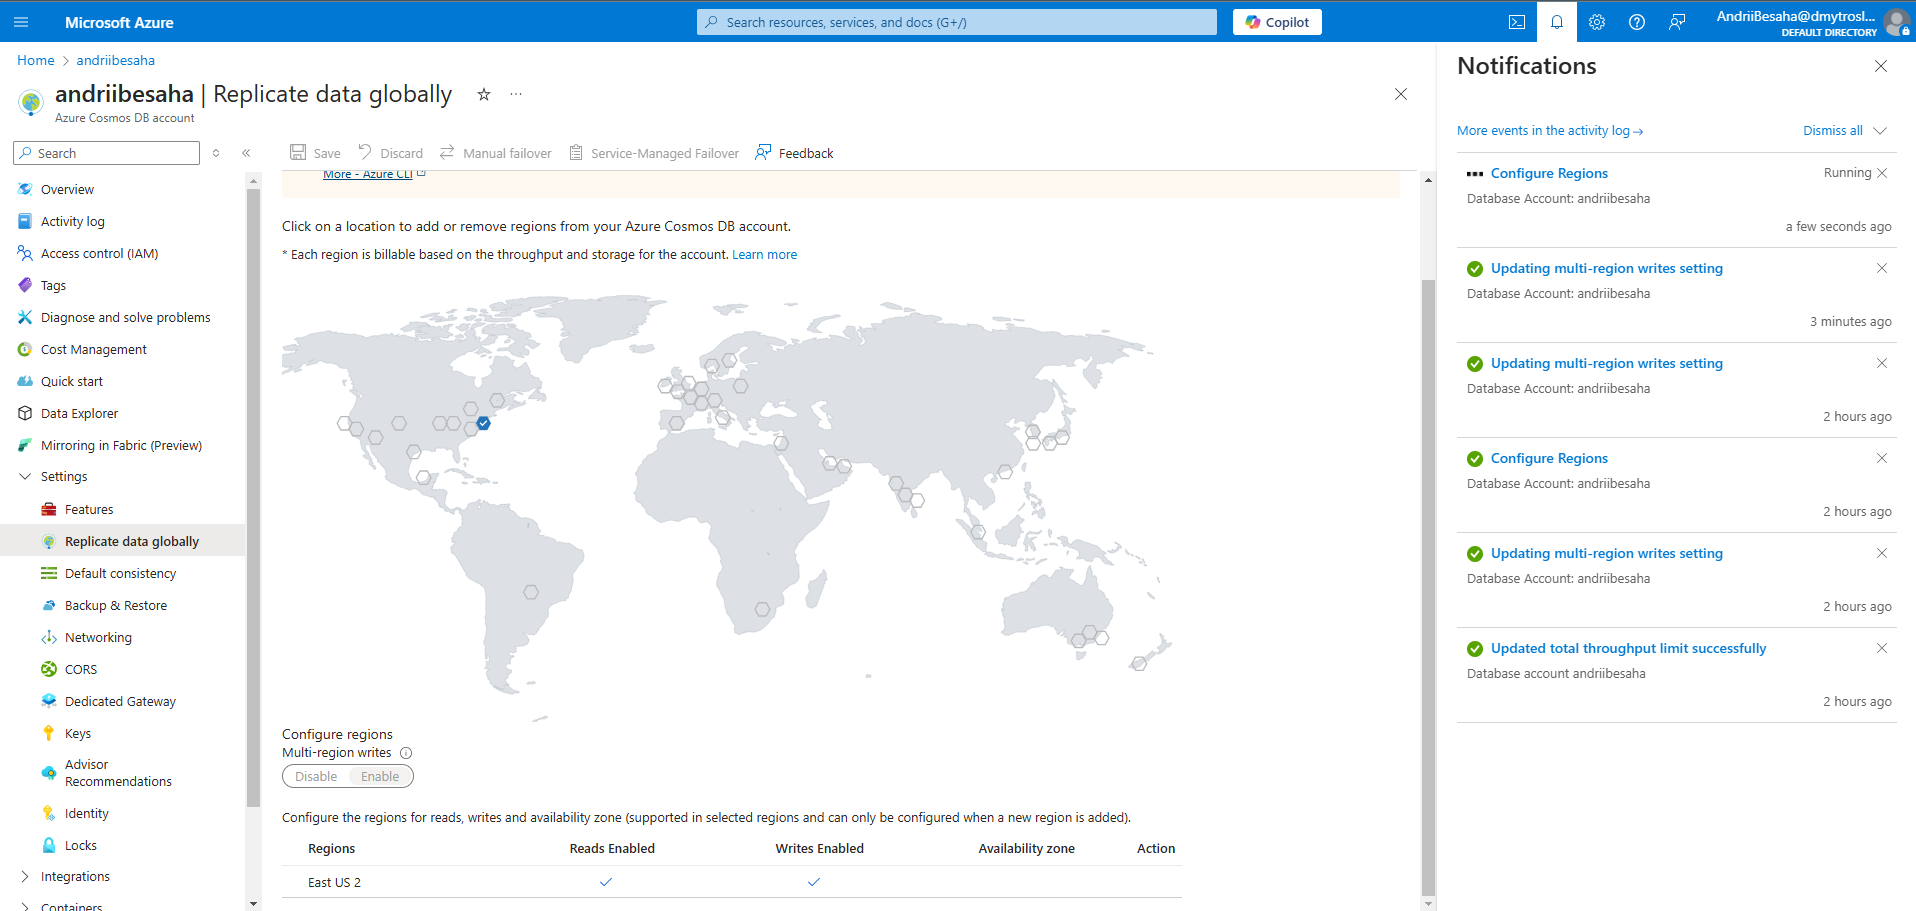 Microsoft Azure
Search resources, services, and docs (G+/)
Copilot
AndriiBesaha@dmytrosl...
DEFAULT DIRECTORY
Home > andriibesaha
andriibesaha | Replicate data globally
Azure Cosmos DB account
Search
Overview
Activity log
Access control (IAM)
Tags
Diagnose and solve problems
Cost Management
Quick start
Data Explorer
Mirroring in Fabric (Preview)
Settings
Features
Replicate data globally
Default consistency
Backup & Restore
Networking
CORS
Dedicated Gateway
Keys
Advisor
Recommendations
Identity
Locks
Integrations
Containers
Save Discard Manual failover Service-Managed Failover Feedback
More - Azure CLI
Click on a location to add or remove regions from your Azure Cosmos DB account.
* Each region is billable based on the throughput and storage for the account. Learn more
Configure regions
Multi-region writes
Disable Enable
Configure the regions for reads, writes and availability zone (supported in selected regions and can only be configured when a new region is added).
Regions Reads Enabled Writes Enabled Availability zone Action
East US 2
Notifications
More events in the activity log→ Dismiss all
Configure Regions Running
Database Account: andriibesaha
a few seconds ago
Updating multi-region writes setting
Database Account: andriibesaha
3 minutes ago
Updating multi-region writes setting
Database Account: andriibesaha
2 hours ago
Configure Regions
Database Account: andriibesaha
2 hours ago
Updating multi-region writes setting
Database Account: andriibesaha
2 hours ago
Updated total throughput limit successfully
Database account andriibesaha
2 hours ago